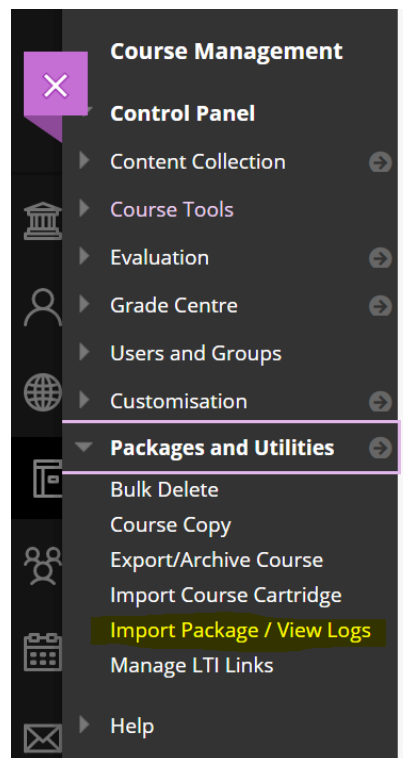 Course Management
Control Panel
Content Collection
Course Tools
Evaluation
Grade Centre
Users and Groups
Customisation
Packages and Utilities
Bulk Delete
Course Copy
Export/Archive Course
Import Course Cartridge
Import Package / View Logs
Manage LTI Links
Help